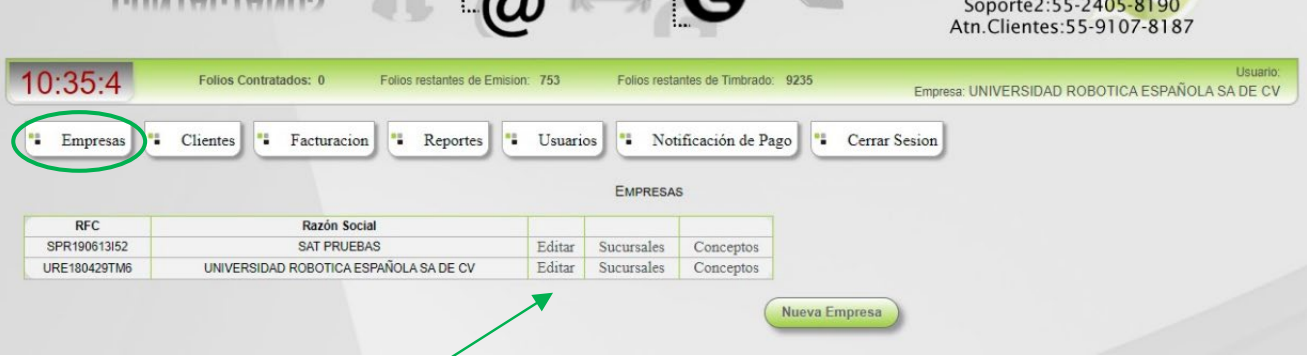 Soporte2:55-2405-8190
Atn.Clientes:55-9107-8187
10:35:4 Folios Contratados: 0 Folios restantes de Emision: 753 Folios restantes de Timbrado: 9235 Usuario:
Empresa: UNIVERSIDAD ROBOTICA ESPAÑOLA SA DE CV
Empresas Clientes Facturacion Reportes Usuarios Notificación de Pago Cerrar Sesion
EMPRESAS
RFC Razón Social
SPR190613I52 SAT PRUEBAS Editar Sucursales Conceptos
URE180429TM6 UNIVERSIDAD ROBOTICA ESPAÑOLA SA DE CV Editar Sucursales Conceptos
Nueva Empresa